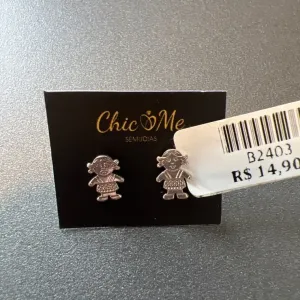 Chic Me
SEMIJOIAS
B2403
R$ 14,90